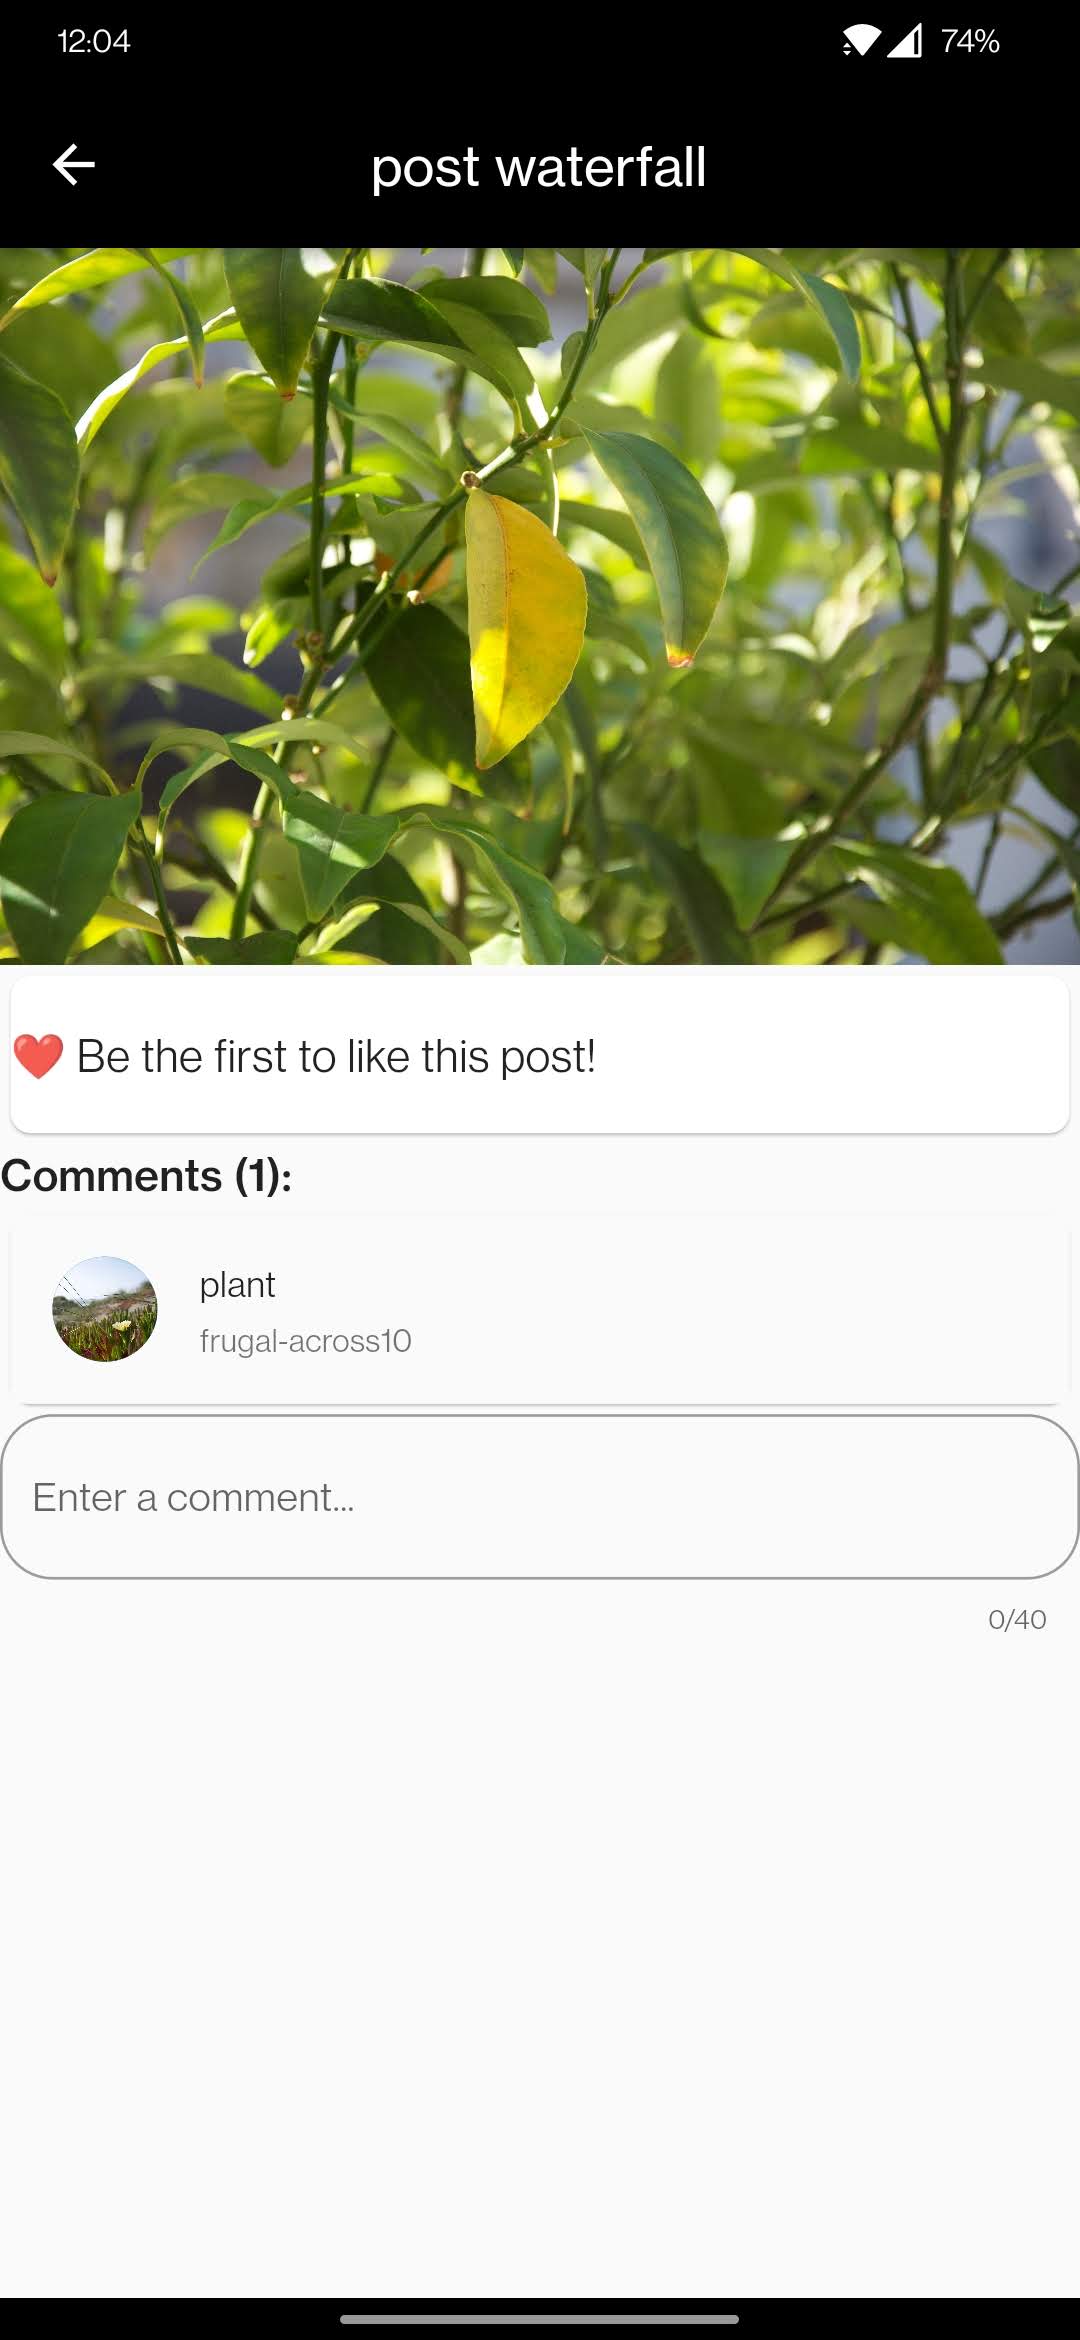 12:04
74%
post waterfall
❤️ Be the first to like this post!
Comments (1):
plant
frugal-across10
Enter a comment...
0/40